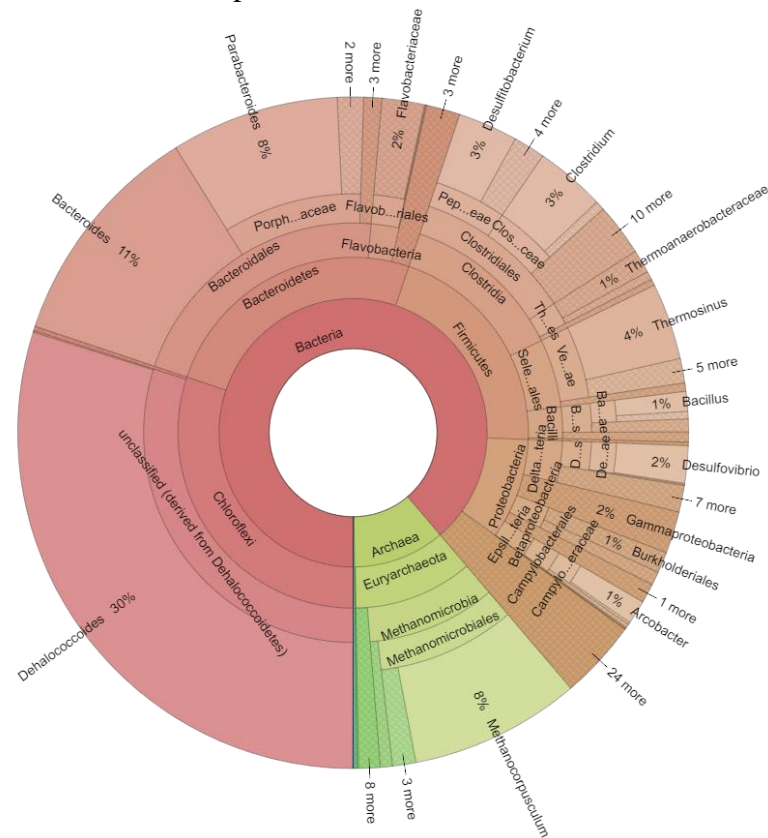 Parabacteroides 8%
2 more
3 more
Flavobacteriaceae 2%
3 more
Desulfitobacterium 3%
4 more
Clostridium 3%
10 more
Thermoanaerobacteraceae 1%
Thermosinus 4%
5 more
Bacillus 1%
Desulfovibrio 2%
7 more
Gammaproteobacteria 2%
Burkholderiales 1%
1 more
Arcobacter 1%
24 more
Methanocorpusculum 8%
3 more
8 more
Dehalococcoides 30%
Bacteroides 11%
Porph...aceae
Flavob...riales
Pep...eae
Clos...ceae
Bacteroidales
Flavobacteria
Clostridiales
Clostridia
Th...es
Bacteroidetes
Bacteria
Firmicutes
Sele...ales
Ve...ae
Bacilli
B...s
Ba...ae
Proteobacteria
Delta...teria
D...s
De...ae
Betaproteobacteria
Epsil...teria
Campylobacterales
Campylo...eraceae
Archaea
Euryarchaeota
Methanomicrobia
Methanomicrobiales
Chloroflexi
unclassified (derived from Dehalococcoidetes)